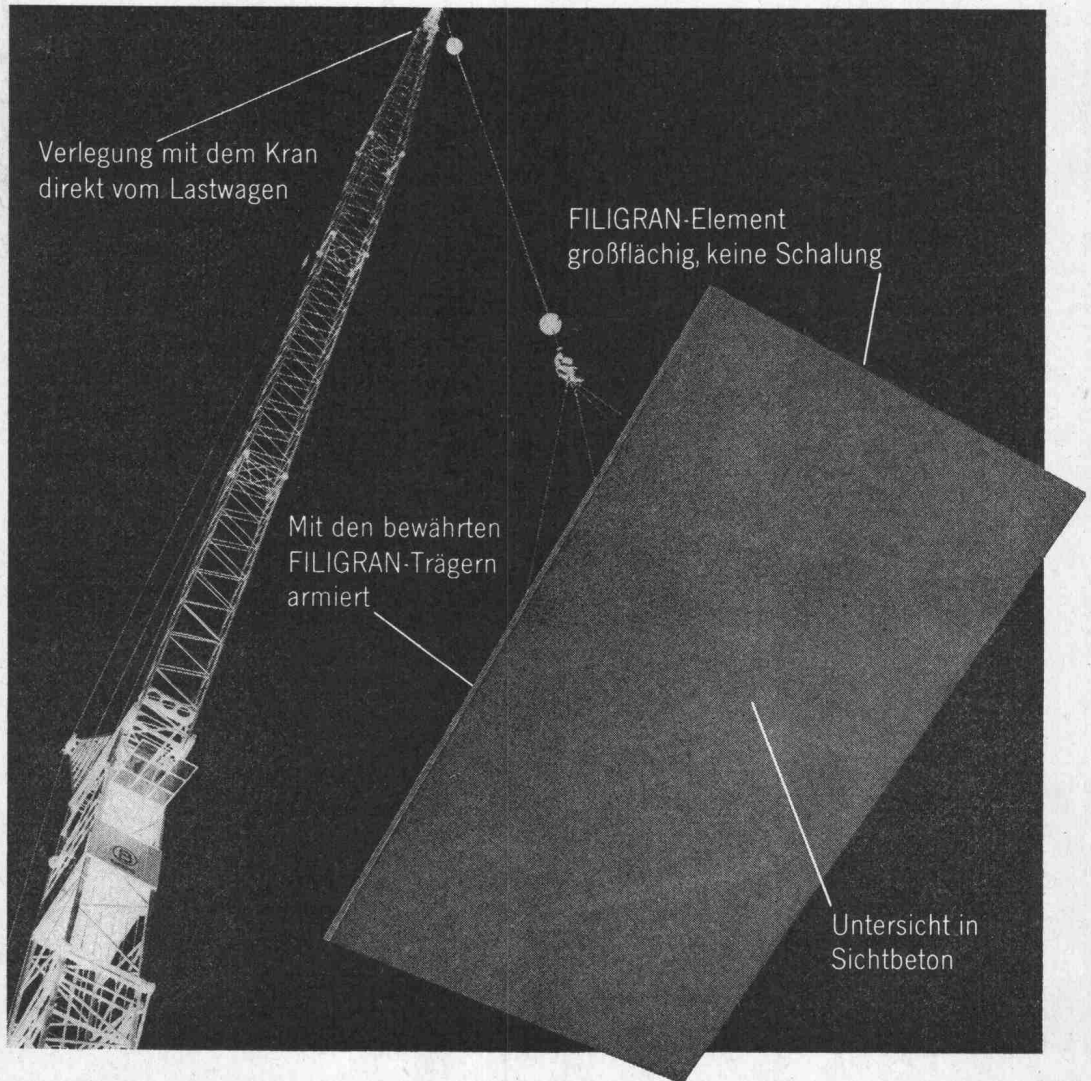 Verlegung mit dem Kran
direkt vom Lastwagen
FILIGRAN-Element
großflächig, keine Schalung
Mit den bewährten
FILIGRAN-Trägern
armiert
Untersicht in
Sichtbeton
B